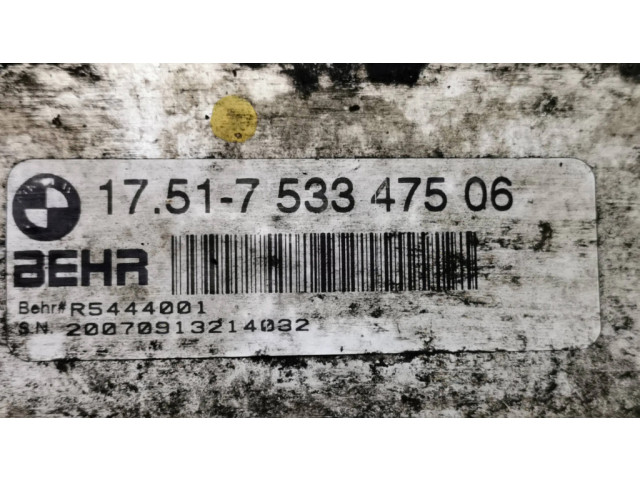 17.51-7 533 475 06
BEHR
Behr# R5444001
S.N. 20070913214032